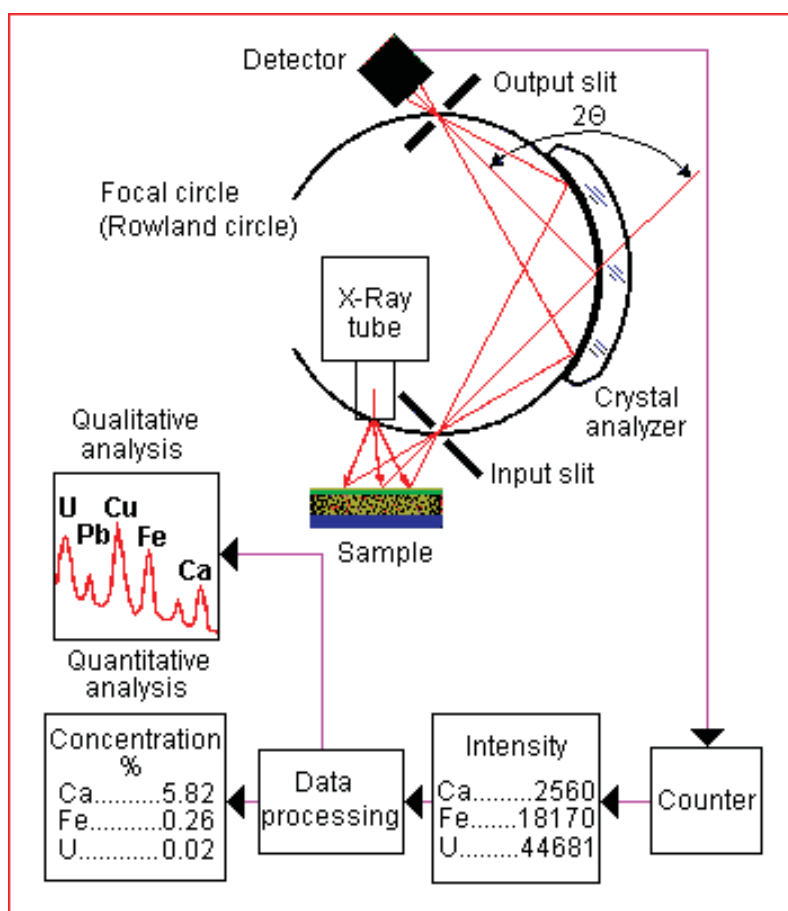 Detector
Output slit
2Θ
Focal circle
(Rowland circle)
X-Ray
tube
Crystal
analyzer
Input slit
Sample
Qualitative
analysis
U
Pb
Cu
Fe
Ca
Quantitative
analysis
Concentration
%
Ca..........5.82
Fe...........0.26
U............0.02
Data
processing
Intensity
Ca........2560
Fe.......18170
U........44681
Counter